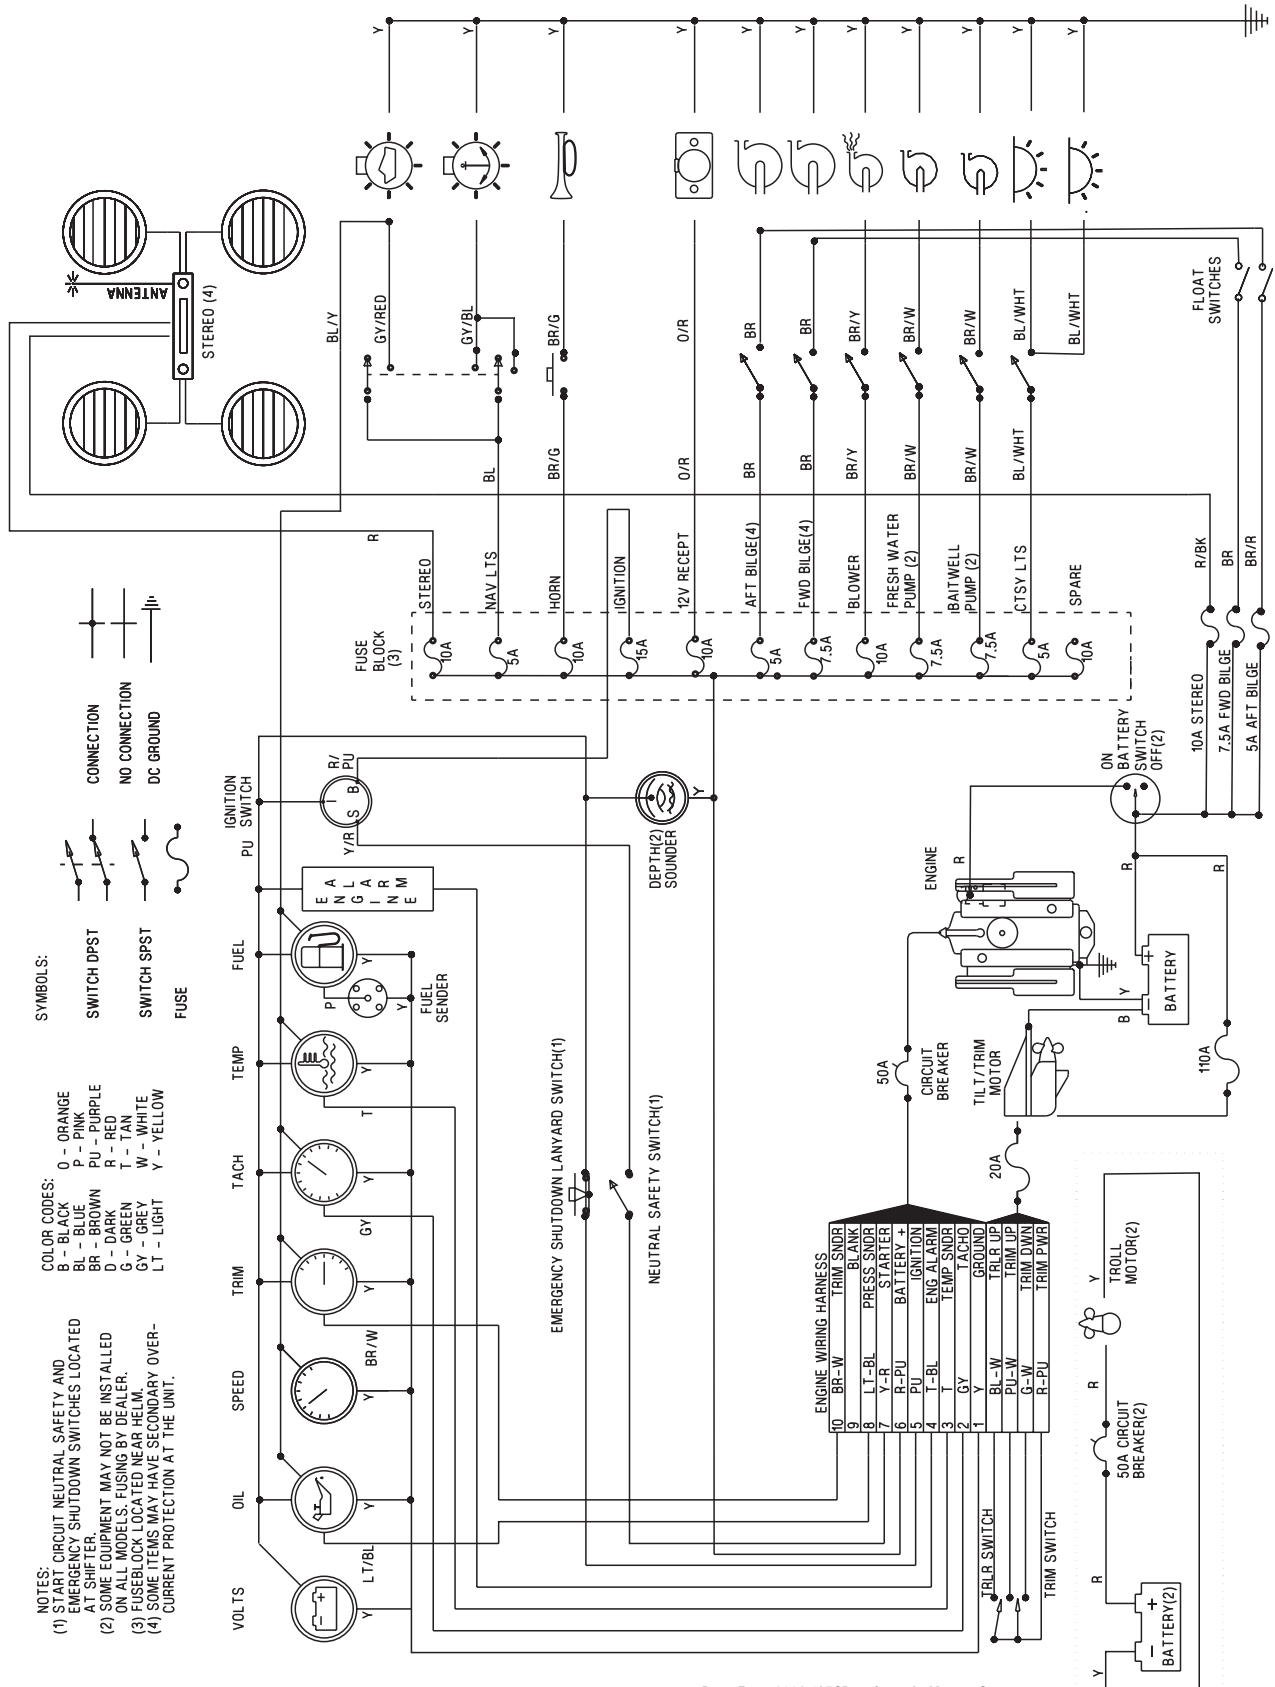 NOTES:
(1) START CIRCUIT NEUTRAL SAFETY AND
EMERGENCY SHUTDOWN SWITCHES LOCATED
AT SHIFTER.
(2) SOME EQUIPMENT MAY NOT BE INSTALLED
ON ALL MODELS. FUSING BY DEALER.
(3) FUSEBLOCK LOCATED NEAR HELM.
(4) SOME ITEMS MAY HAVE SECONDARY OVER-
CURRENT PROTECTION AT THE UNIT.
COLOR CODES:
B - BLACK
BL - BLUE
BR - BROWN
D - DARK
G - GREEN
GY - GREY
LT - LIGHT
O - ORANGE
P - PINK
PU - PURPLE
R - RED
T - TAN
W - WHITE
Y - YELLOW
SYMBOLS:
SWITCH DPST
SWITCH SPST
FUSE
CONNECTION
NO CONNECTION
DC GROUND
ANTENNA
STEREO (4)
VOLTS
OIL
SPEED
TRIM
TACH
TEMP
FUEL
PU
IGNITION
SWITCH
Y
LT/BL
Y
Y
BR/W
Y
Y
GY
Y
T
Y
P
Y
Y
FUEL
SENDER
ENGINE
ALARM
I
S
B
Y/R
R/
PU
R
BL/Y
GY/RED
GY/BL
BL
BR/G
BR/G
O/R
O/R
BR
BR
BR
BR
BR/Y
BR/Y
BR/W
BR/W
BR/W
BR/W
BL/WHT
BL/WHT
BL/WHT
Y
Y
Y
Y
Y
Y
Y
Y
Y
Y
Y
FLOAT
SWITCHES
FUSE
BLOCK
(3)
STEREO
NAV LTS
HORN
IGNITION
12V RECEPT
AFT BILGE(4)
FWD BILGE(4)
BLOWER
FRESH WATER
PUMP (2)
BAITWELL
PUMP (2)
CTSY LTS
SPARE
10A
5A
10A
15A
10A
5A
7.5A
10A
7.5A
7.5A
5A
10A
R/BK
BR
BR/R
10A STEREO
7.5A FWD BILGE
5A AFT BILGE
DEPTH(2)
SOUNDER
Y
EMERGENCY SHUTDOWN LANYARD SWITCH(1)
NEUTRAL SAFETY SWITCH(1)
ON
BATTERY
SWITCH
OFF(2)
ENGINE
R
R
R
BATTERY
+
-
Y
B
110A
50A
CIRCUIT
BREAKER
TILT/TRIM
MOTOR
20A
ENGINE WIRING HARNESS
10 BR-W TRIM SNDR
9 BLANK
8 LT-BL PRESS SNDR
7 Y-R STARTER
6 R-PU BATTERY +
5 PU IGNITION
4 T-BL ENG ALARM
3 T TEMP SNDR
2 GY TACHO
1 Y GROUND
BL-W TRLR UP
PU-W TRIM UP
G-W TRIM DWN
R-PU TRIM PWR
TRLR SWITCH
TRIM SWITCH
Y
TROLL
MOTOR(2)
R
50A CIRCUIT
BREAKER(2)
R
BATTERY(2)
+
-
Y